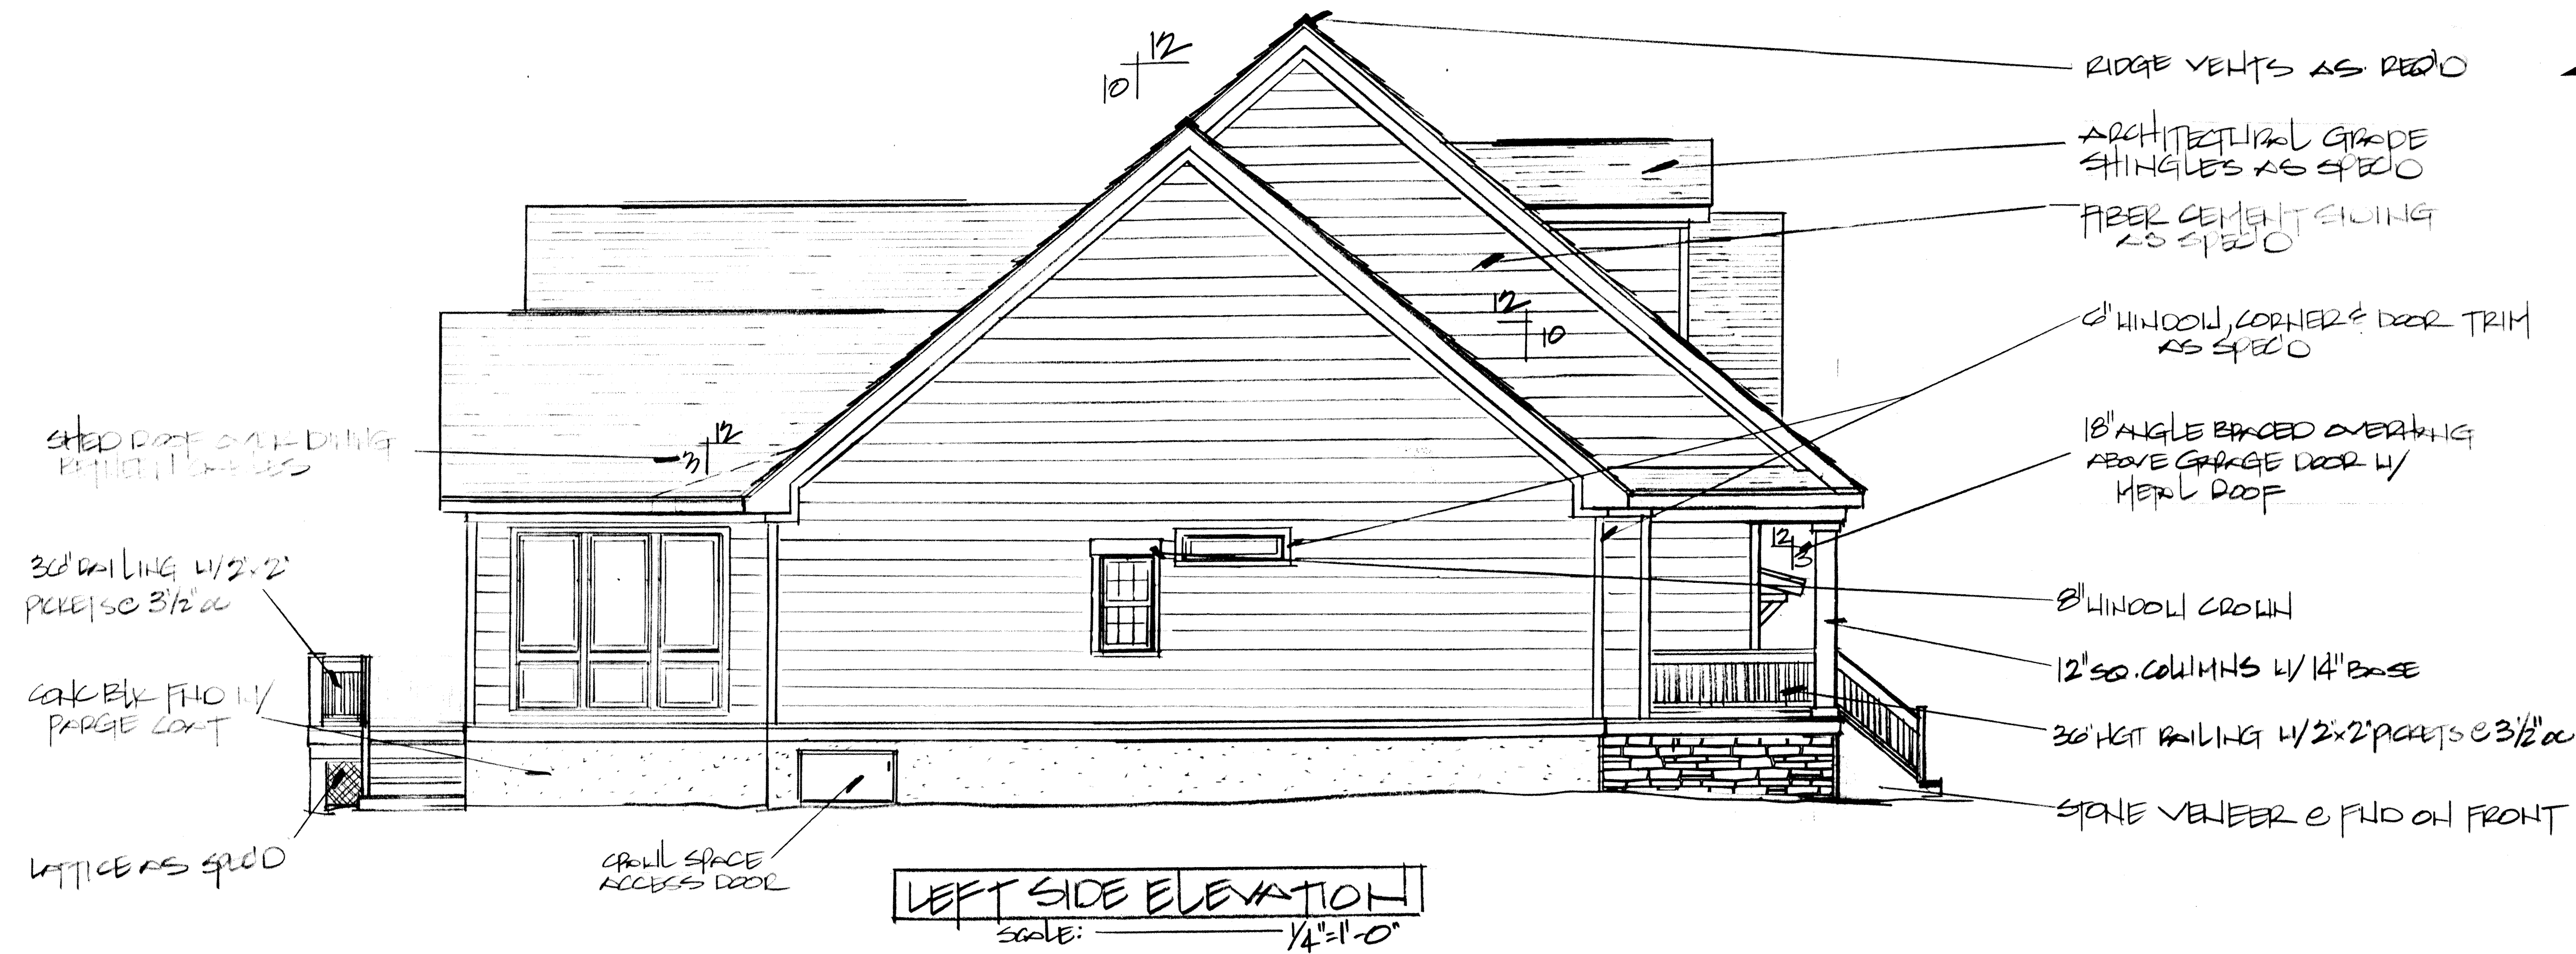 12
10
RIDGE VENTS AS REQ'D
ARCHITECTURAL GRADE
SHINGLES AS SPEC'D
FIBER CEMENT SIDING
AS SPEC'D
12
10
6" WINDOW, CORNER & DOOR TRIM
AS SPEC'D
18" ANGLE BRACED OVERHANG
ABOVE GARAGE DOOR W/
METAL ROOF
SHED ROOF OVER DINING
12
3
12
3
36" RAILING W/ 2"x2"
PICKETS @ 3 1/2" OC
8" WINDOW CROWN
12" SQ. COLUMNS W/ 14" BASE
CONC BLK FND W/
PARGE COAT
36" HGT RAILING W/ 2"x2" PICKETS @ 3 1/2" OC
STONE VENEER @ FND ON FRONT
LATTICE AS SPEC'D
CRAWL SPACE
ACCESS DOOR
LEFT SIDE ELEVATION
SCALE: 1/4"=1'-0"